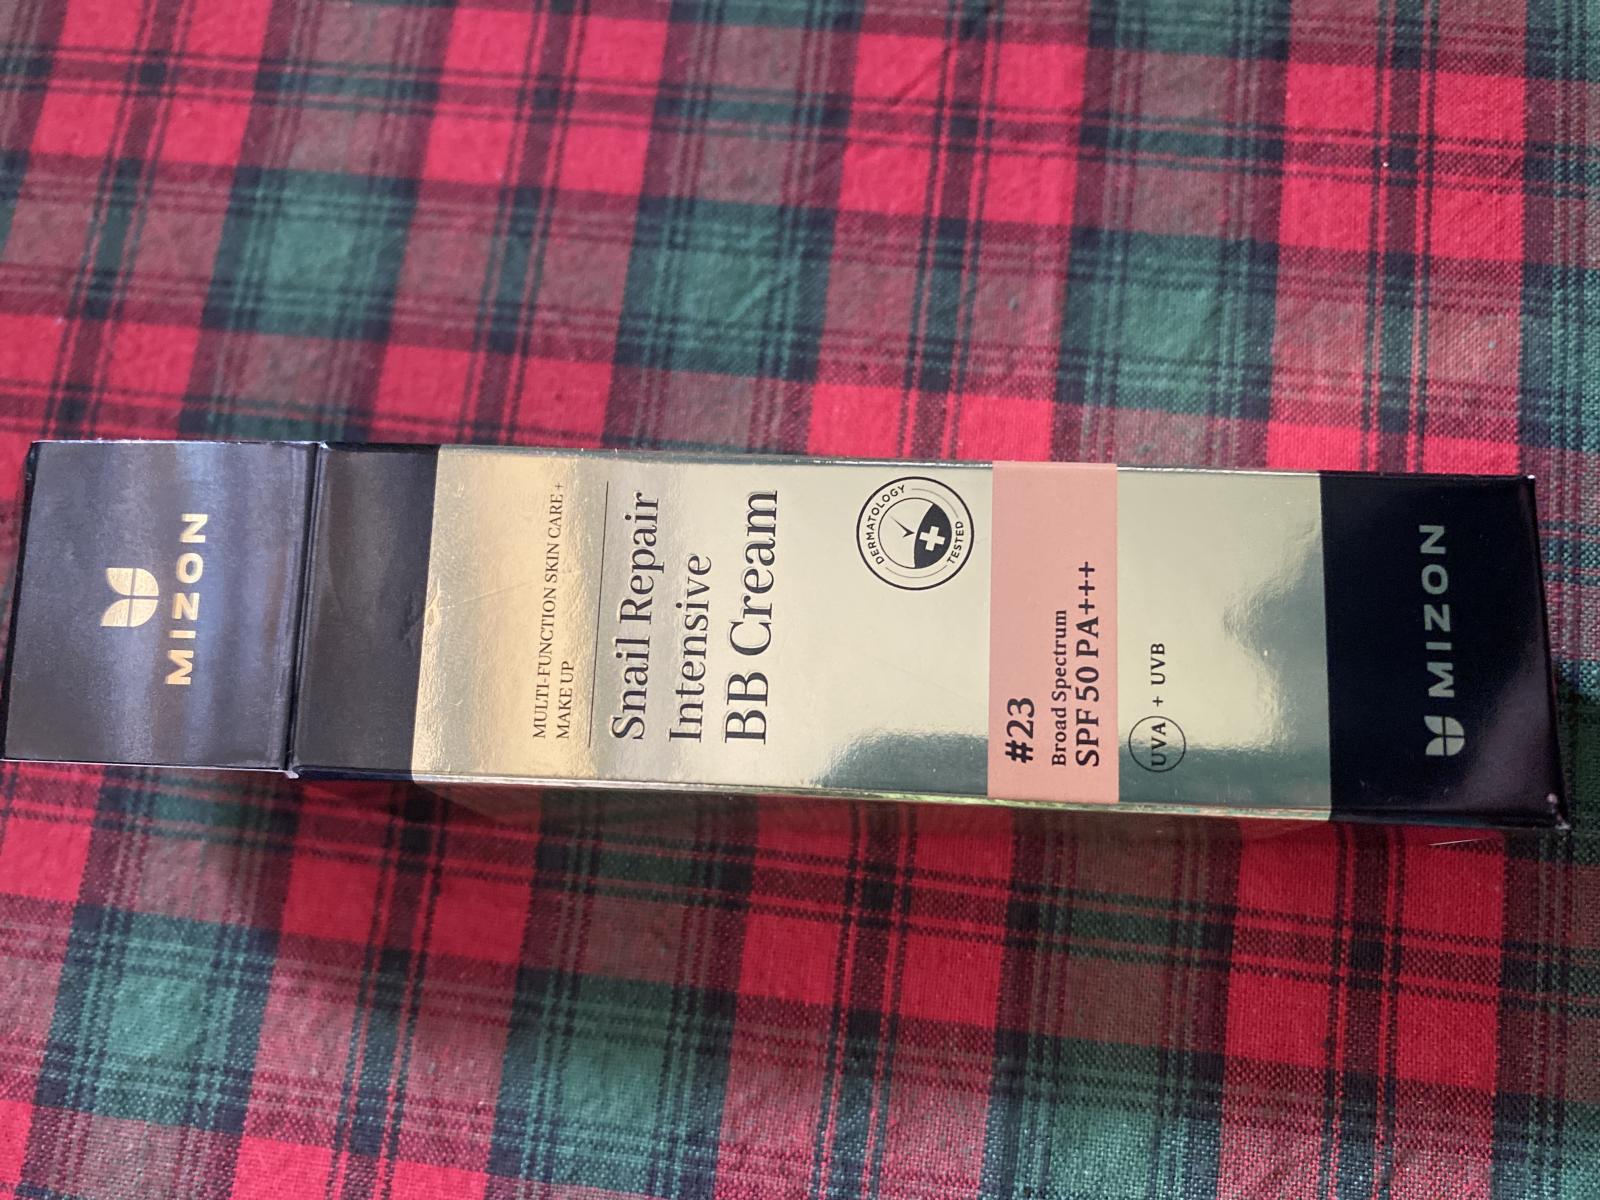 MIZON
MULTI-FUNCTION SKIN CARE +
MAKE UP
Snail Repair
Intensive
BB Cream
DERMATOLOGY
TESTED
#23
Broad Spectrum
SPF 50 PA+++
UVA + UVB
MIZON